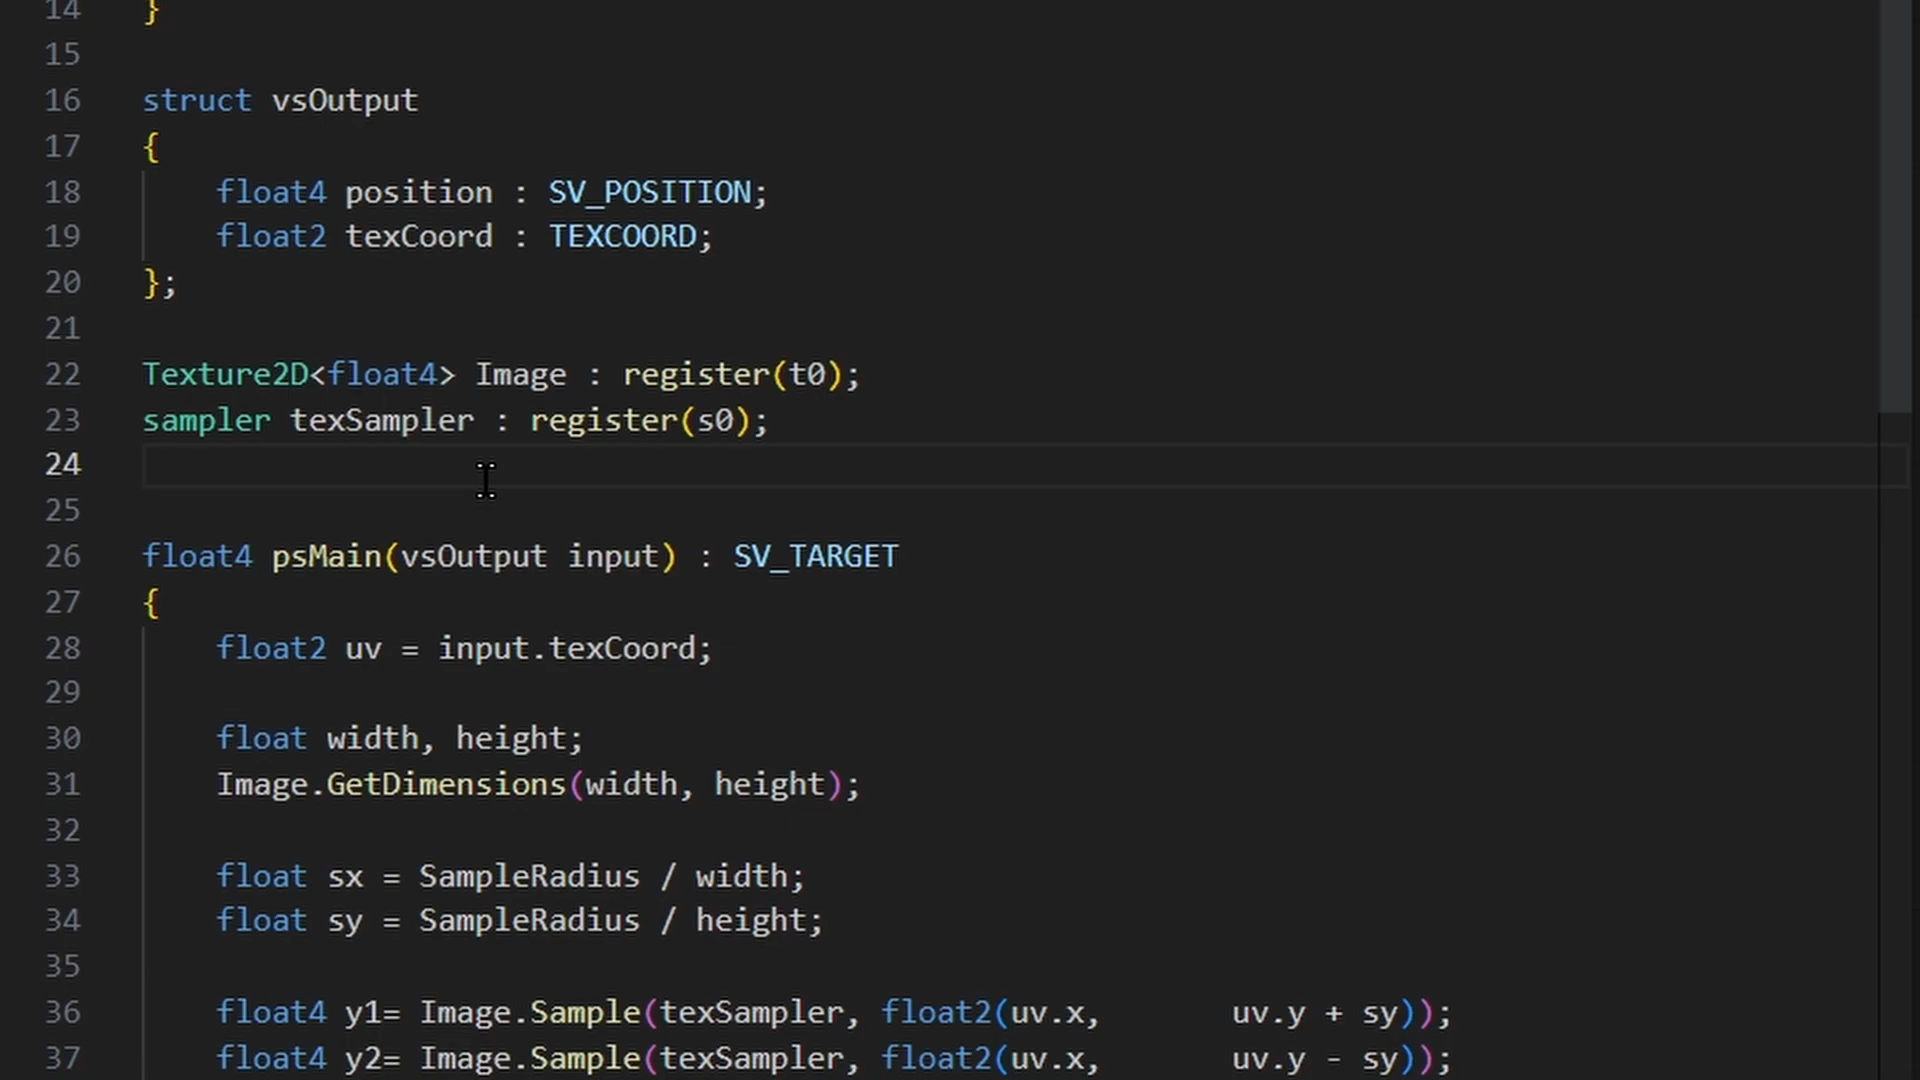 14 }
15
16 struct vsOutput
17 {
18 float4 position : SV_POSITION;
19 float2 texCoord : TEXCOORD;
20 };
21
22 Texture2D<float4> Image : register(t0);
23 sampler texSampler : register(s0);
24
25
26 float4 psMain(vsOutput input) : SV_TARGET
27 {
28 float2 uv = input.texCoord;
29
30 float width, height;
31 Image.GetDimensions(width, height);
32
33 float sx = SampleRadius / width;
34 float sy = SampleRadius / height;
35
36 float4 y1= Image.Sample(texSampler, float2(uv.x,       uv.y + sy));
37 float4 y2= Image.Sample(texSampler, float2(uv.x,       uv.y - sy));